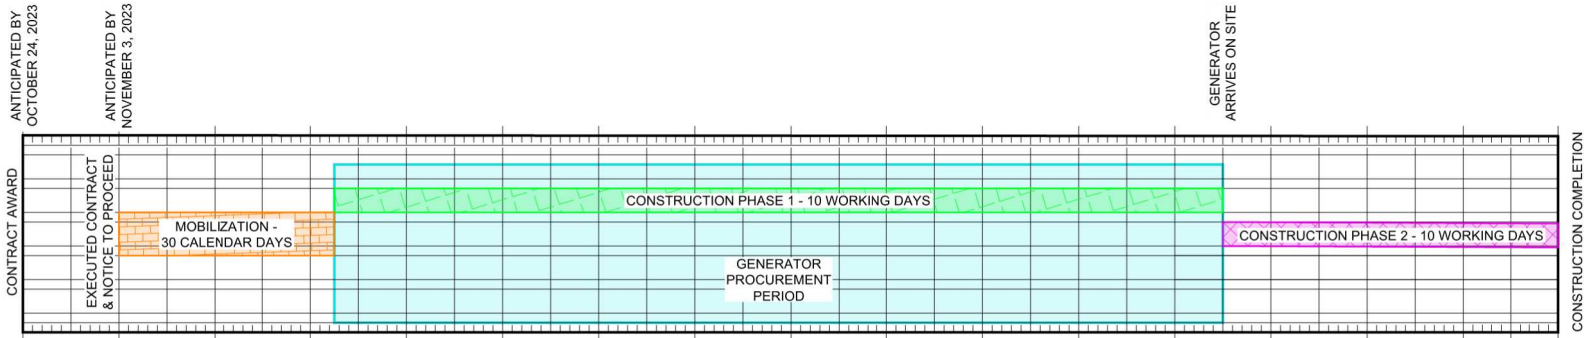 ANTICIPATED BY
OCTOBER 24, 2023
ANTICIPATED BY
NOVEMBER 3, 2023
GENERATOR
ARRIVES ON SITE
CONTRACT AWARD
EXECUTED CONTRACT
& NOTICE TO PROCEED
MOBILIZATION -
30 CALENDAR DAYS
CONSTRUCTION PHASE 1 - 10 WORKING DAYS
GENERATOR
PROCUREMENT
PERIOD
CONSTRUCTION PHASE 2 - 10 WORKING DAYS
CONSTRUCTION COMPLETION